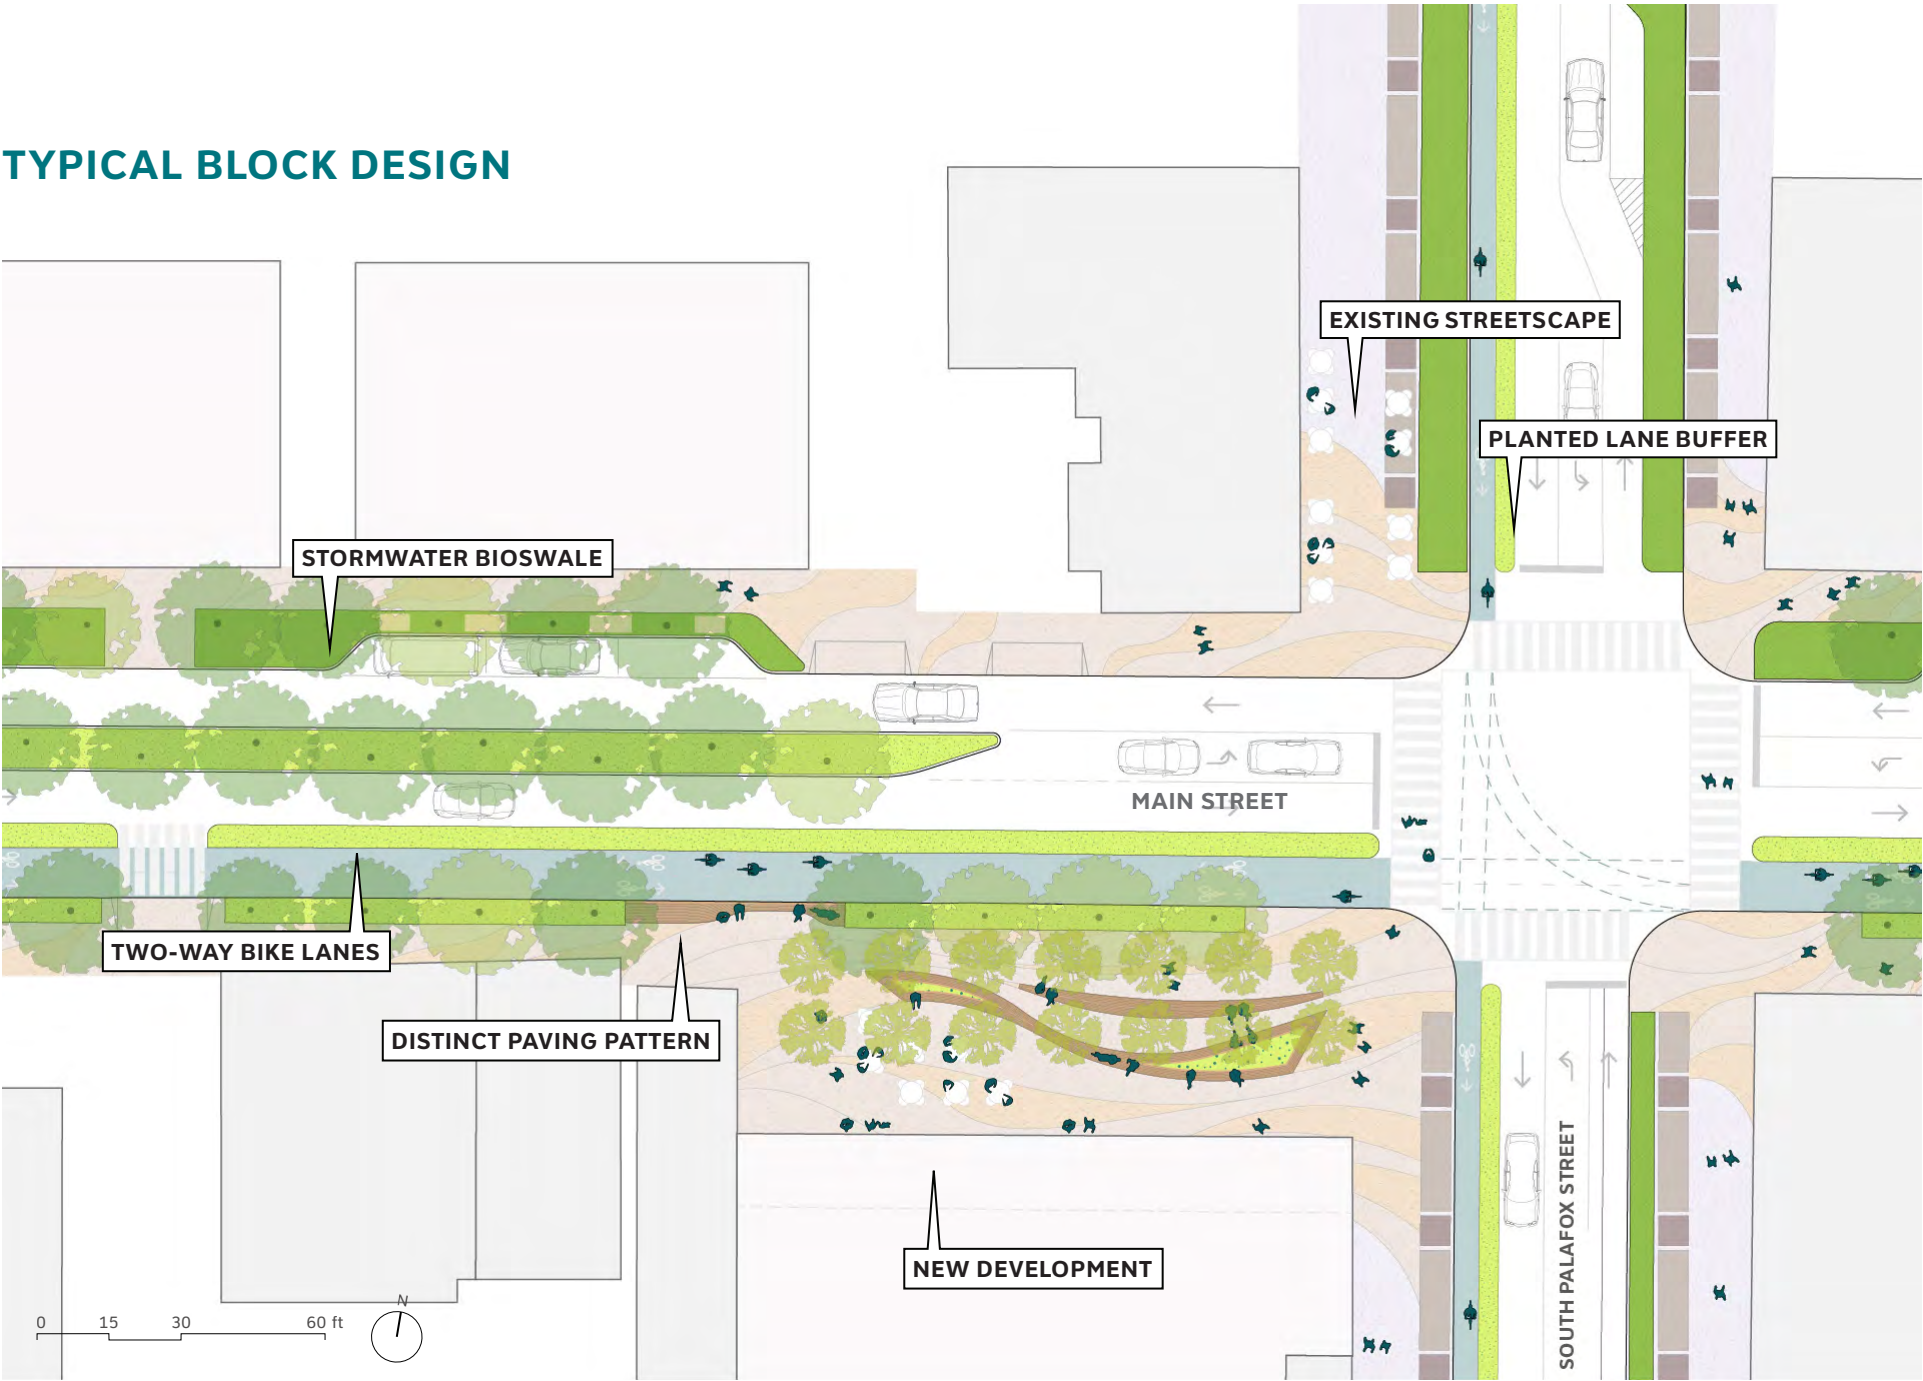 TYPICAL BLOCK DESIGN
EXISTING STREETSCAPE
PLANTED LANE BUFFER
STORMWATER BIOSWALE
MAIN STREET
TWO-WAY BIKE LANES
DISTINCT PAVING PATTERN
NEW DEVELOPMENT
SOUTH PALAFOX STREET
N
0 15 30 60 ft